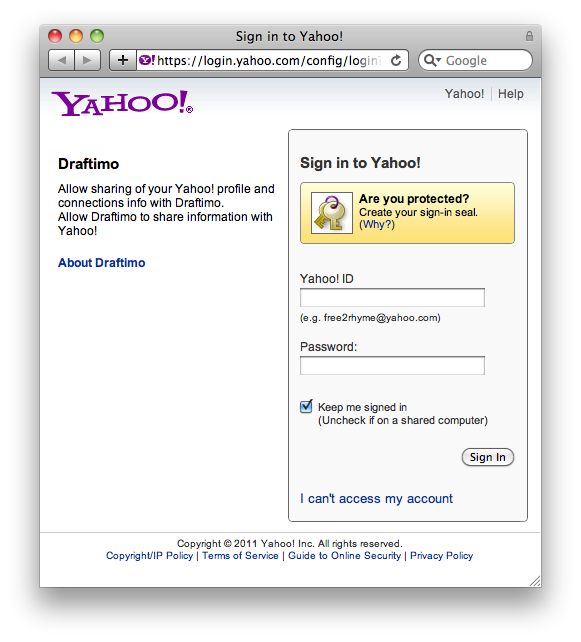 Sign in to Yahoo!
https://login.yahoo.com/config/login?
Google
YAHOO!®
Yahoo! | Help
Draftimo
Allow sharing of your Yahoo! profile and
connections info with Draftimo.
Allow Draftimo to share information with
Yahoo!
About Draftimo
Sign in to Yahoo!
Are you protected?
Create your sign-in seal.
(Why?)
Yahoo! ID
(e.g. free2rhyme@yahoo.com)
Password:
Keep me signed in
(Uncheck if on a shared computer)
Sign In
I can't access my account
Copyright © 2011 Yahoo! Inc. All rights reserved.
Copyright/IP Policy | Terms of Service | Guide to Online Security | Privacy Policy